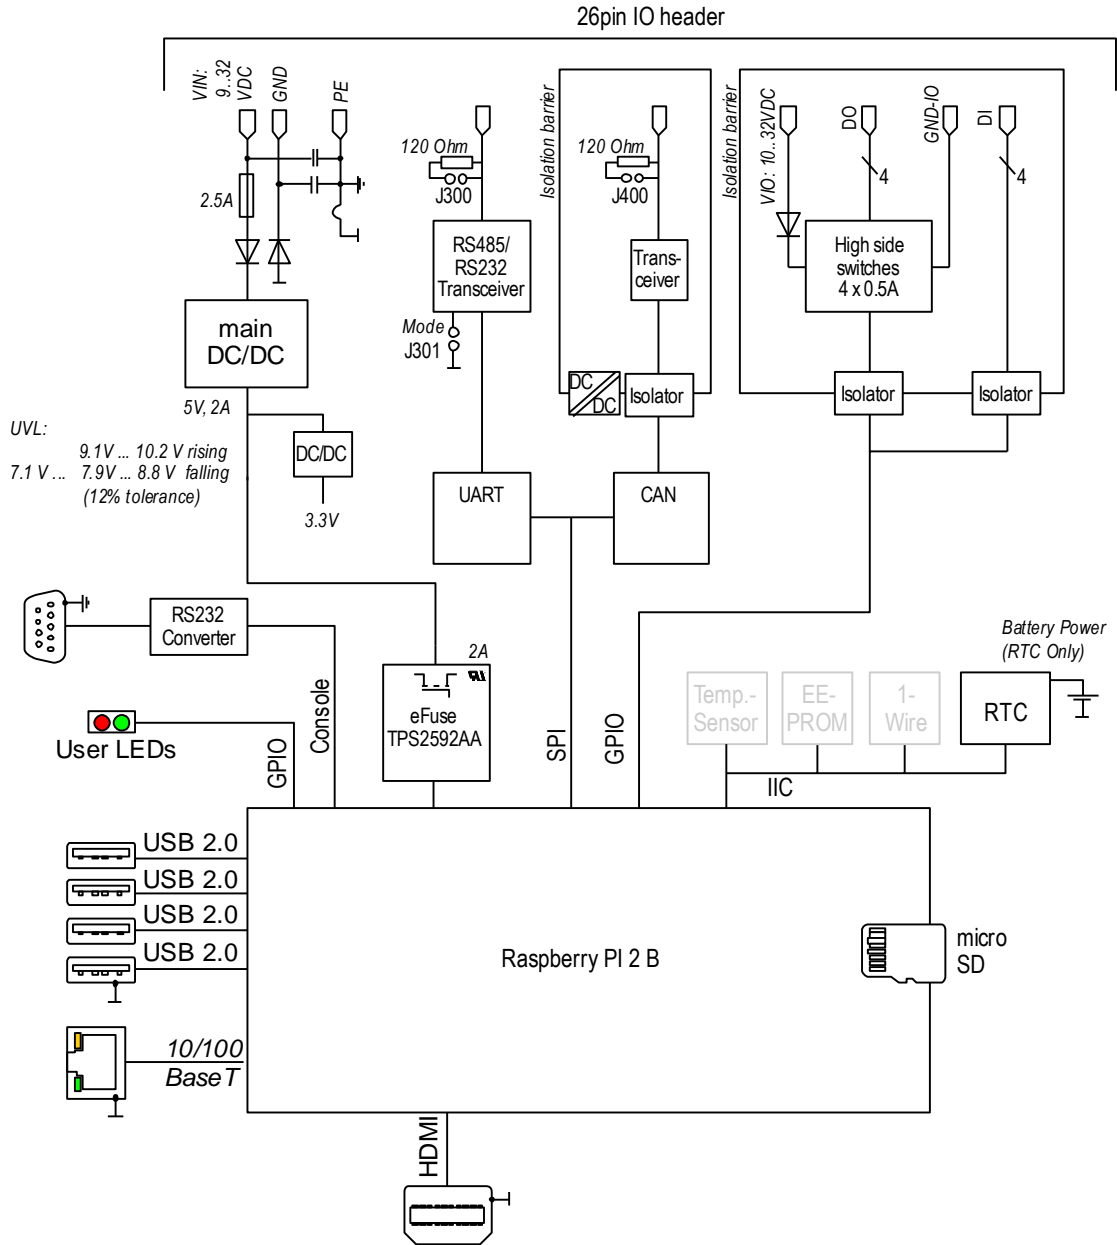 26pin IO header
VIN:
9..32
VDC
GND
PE
2.5A
120 Ohm
J300
RS485/
RS232
Transceiver
Mode
J301
Isolation barrier
120 Ohm
J400
Trans-
ceiver
DC
DC
Isolator
Isolation barrier
VIO: 10..32VDC
DO
4
GND-IO
DI
4
High side
switches
4 x 0.5A
Isolator
Isolator
main
DC/DC
5V, 2A
DC/DC
3.3V
UVL:
9.1V ... 10.2 V rising
7.1 V ... 7.9V ... 8.8 V falling
(12% tolerance)
UART
CAN
RS232
Converter
2A
eFuse
TPS2592AA
Battery Power
(RTC Only)
Temp.-
Sensor
EE-
PROM
1-
Wire
RTC
IIC
User LEDs
GPIO
Console
SPI
GPIO
USB 2.0
USB 2.0
USB 2.0
USB 2.0
10/100
BaseT
Raspberry PI 2 B
micro
SD
HDMI